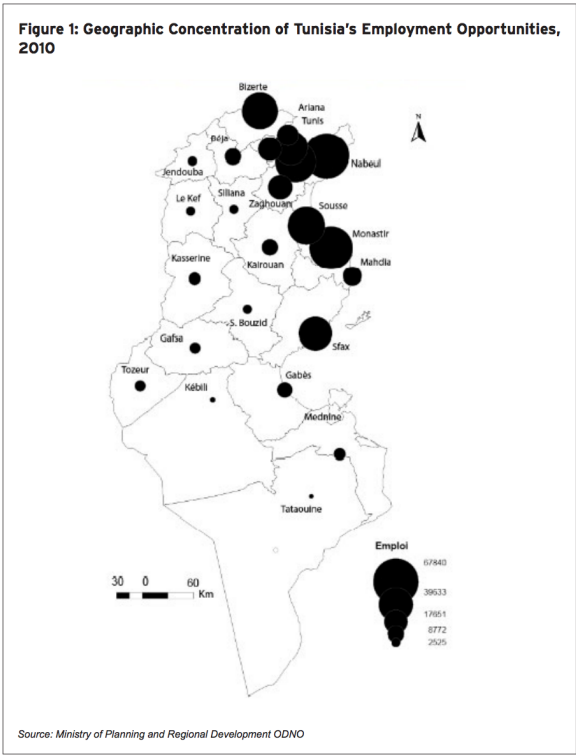 Figure 1: Geographic Concentration of Tunisia's Employment Opportunities,
2010
Bizerte
Ariana
Tunis
N
Béja
Nabeul
Jendouba
Le Kef
Siliana
Zaghouan
Sousse
Monastir
Kasserine
Kairouan
Mahdia
S. Bouzid
Gafsa
Sfax
Tozeur
Kébili
Gabès
Mednine
Tataouine
Emploi
67840
39633
17651
8772
2525
30 0 60
Km
Source: Ministry of Planning and Regional Development ODNO